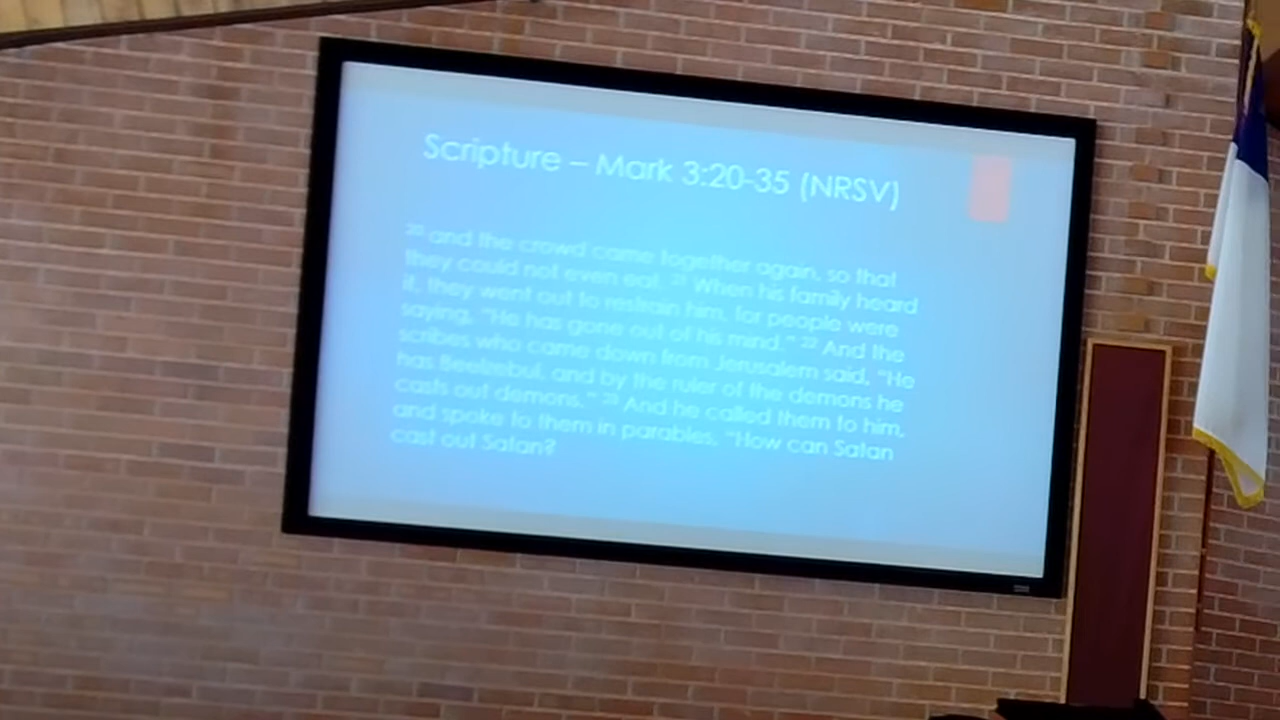 Scripture – Mark 3:20-35 (NRSV)
20 and the crowd came together again, so that
they could not even eat. 21 When his family heard
it, they went out to restrain him, for people were
saying, "He has gone out of his mind." 22 And the
scribes who came down from Jerusalem said, "He
has Beelzebul, and by the ruler of the demons he
casts out demons." 23 And he called them to him,
and spoke to them in parables, "How can Satan
cast out Satan?